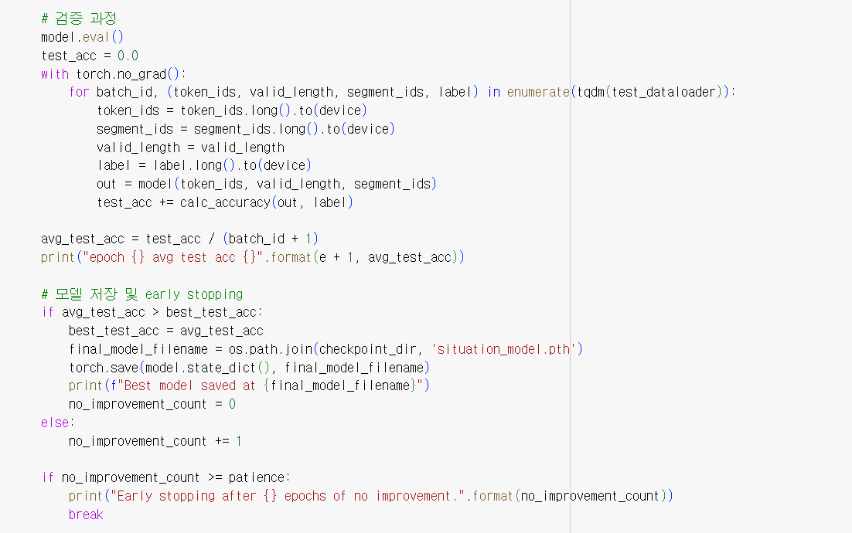 # 검증 과정
model.eval()
test_acc = 0.0
with torch.no_grad():
    for batch_id, (token_ids, valid_length, segment_ids, label) in enumerate(tqdm(test_dataloader)):
        token_ids = token_ids.long().to(device)
        segment_ids = segment_ids.long().to(device)
        valid_length = valid_length
        label = label.long().to(device)
        out = model(token_ids, valid_length, segment_ids)
        test_acc += calc_accuracy(out, label)

avg_test_acc = test_acc / (batch_id + 1)
print("epoch {} avg test acc {}".format(e + 1, avg_test_acc))

# 모델 저장 및 early stopping
if avg_test_acc > best_test_acc:
    best_test_acc = avg_test_acc
    final_model_filename = os.path.join(checkpoint_dir, 'situation_model.pth')
    torch.save(model.state_dict(), final_model_filename)
    print(f"Best model saved at {final_model_filename}")
    no_improvement_count = 0
else:
    no_improvement_count += 1

if no_improvement_count >= patience:
    print("Early stopping after {} epochs of no improvement.".format(no_improvement_count))
    break